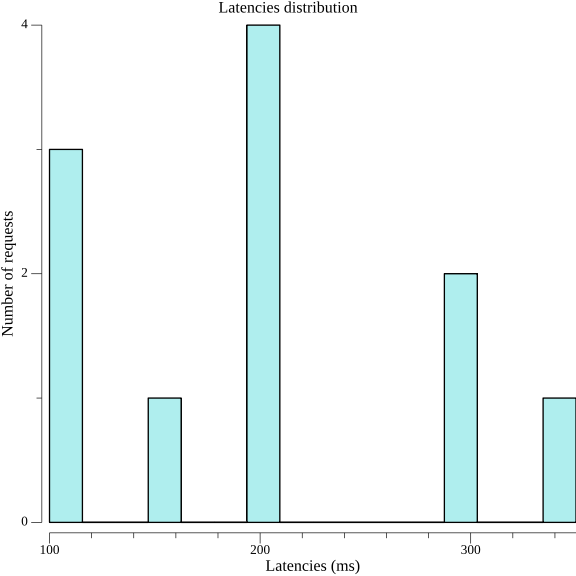 Latencies distribution
4
2
0
Number of requests
100
200
300
Latencies (ms)